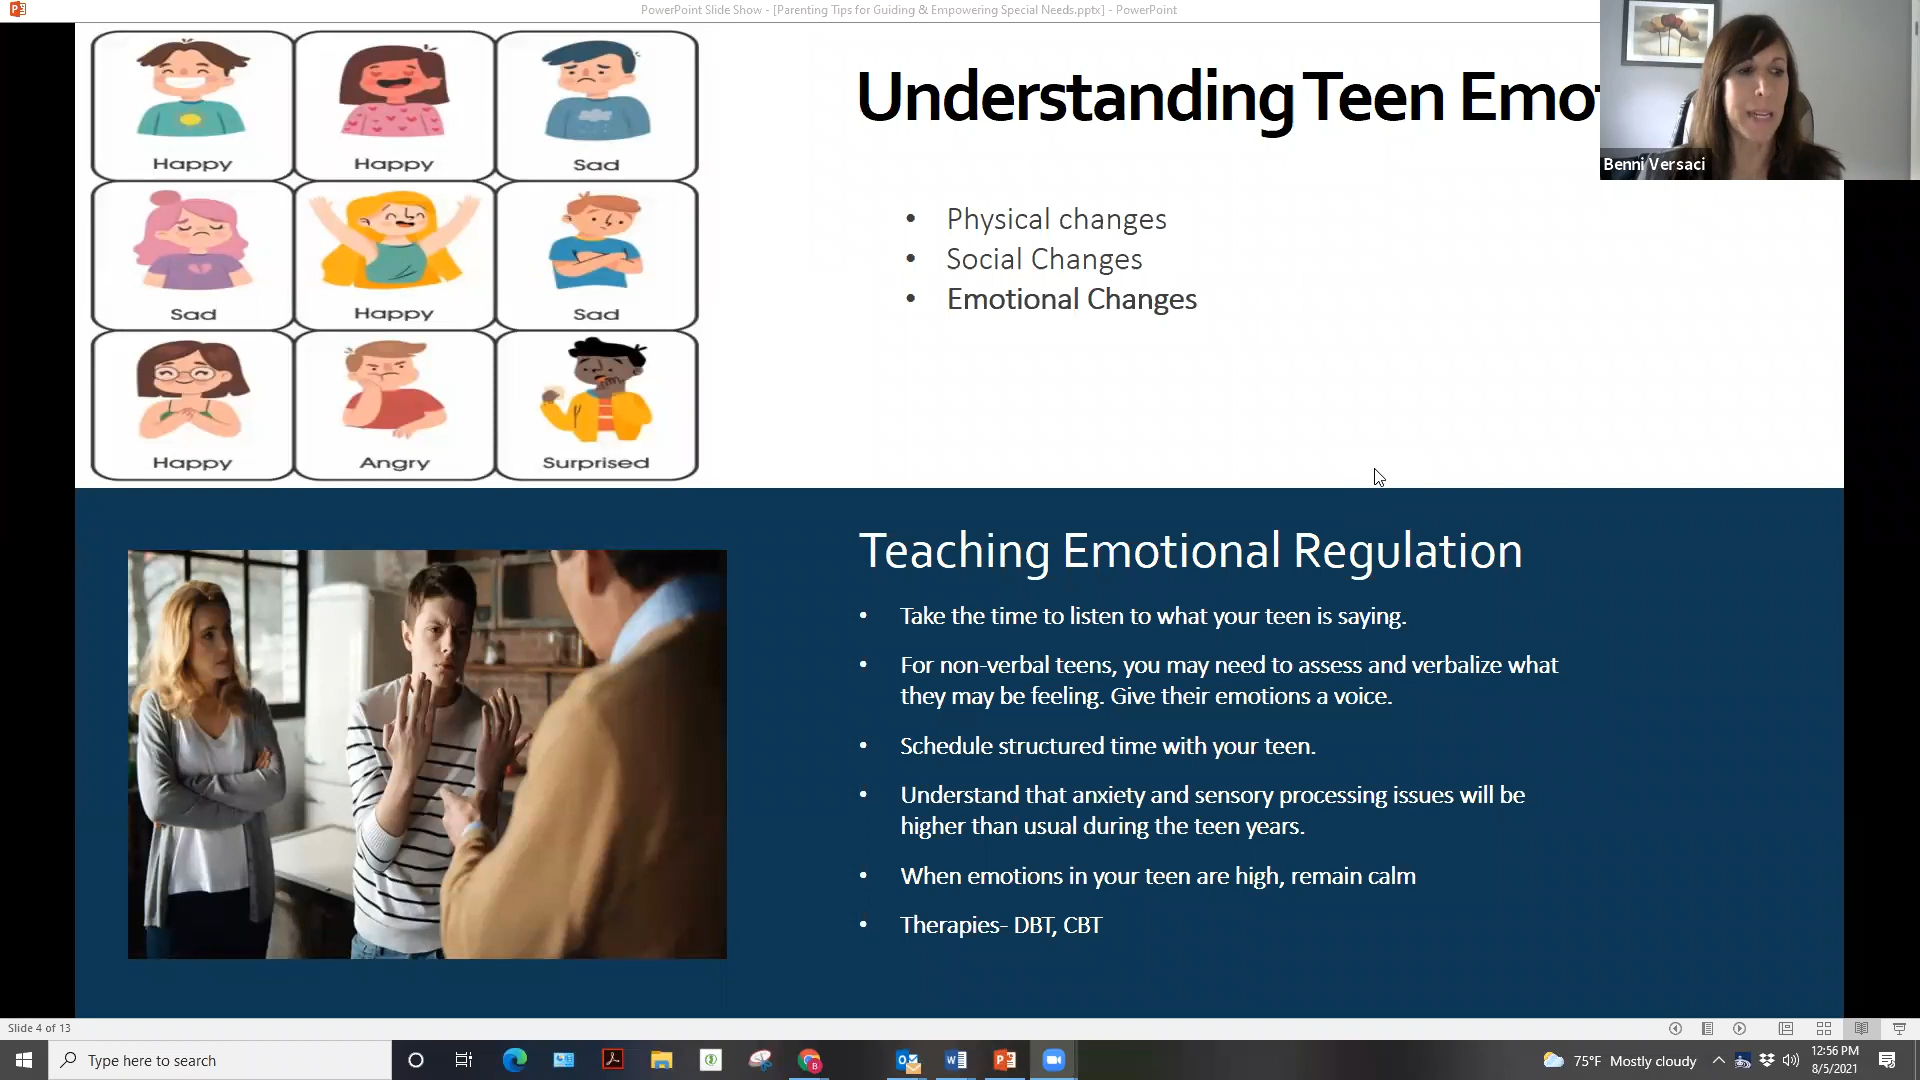 PowerPoint Slide Show - [Parenting Tips for Guiding & Empowering Special Needs.pptx] - PowerPoint
Happy Happy Sad
Sad Happy Sad
Happy Angry Surprised
Understanding Teen Emo
Benni Versaci
• Physical changes
• Social Changes
• Emotional Changes
Teaching Emotional Regulation
• Take the time to listen to what your teen is saying.
• For non-verbal teens, you may need to assess and verbalize what
they may be feeling. Give their emotions a voice.
• Schedule structured time with your teen.
• Understand that anxiety and sensory processing issues will be
higher than usual during the teen years.
• When emotions in your teen are high, remain calm
• Therapies- DBT, CBT
Slide 4 of 13
Type here to search
75°F Mostly cloudy
12:56 PM
8/5/2021